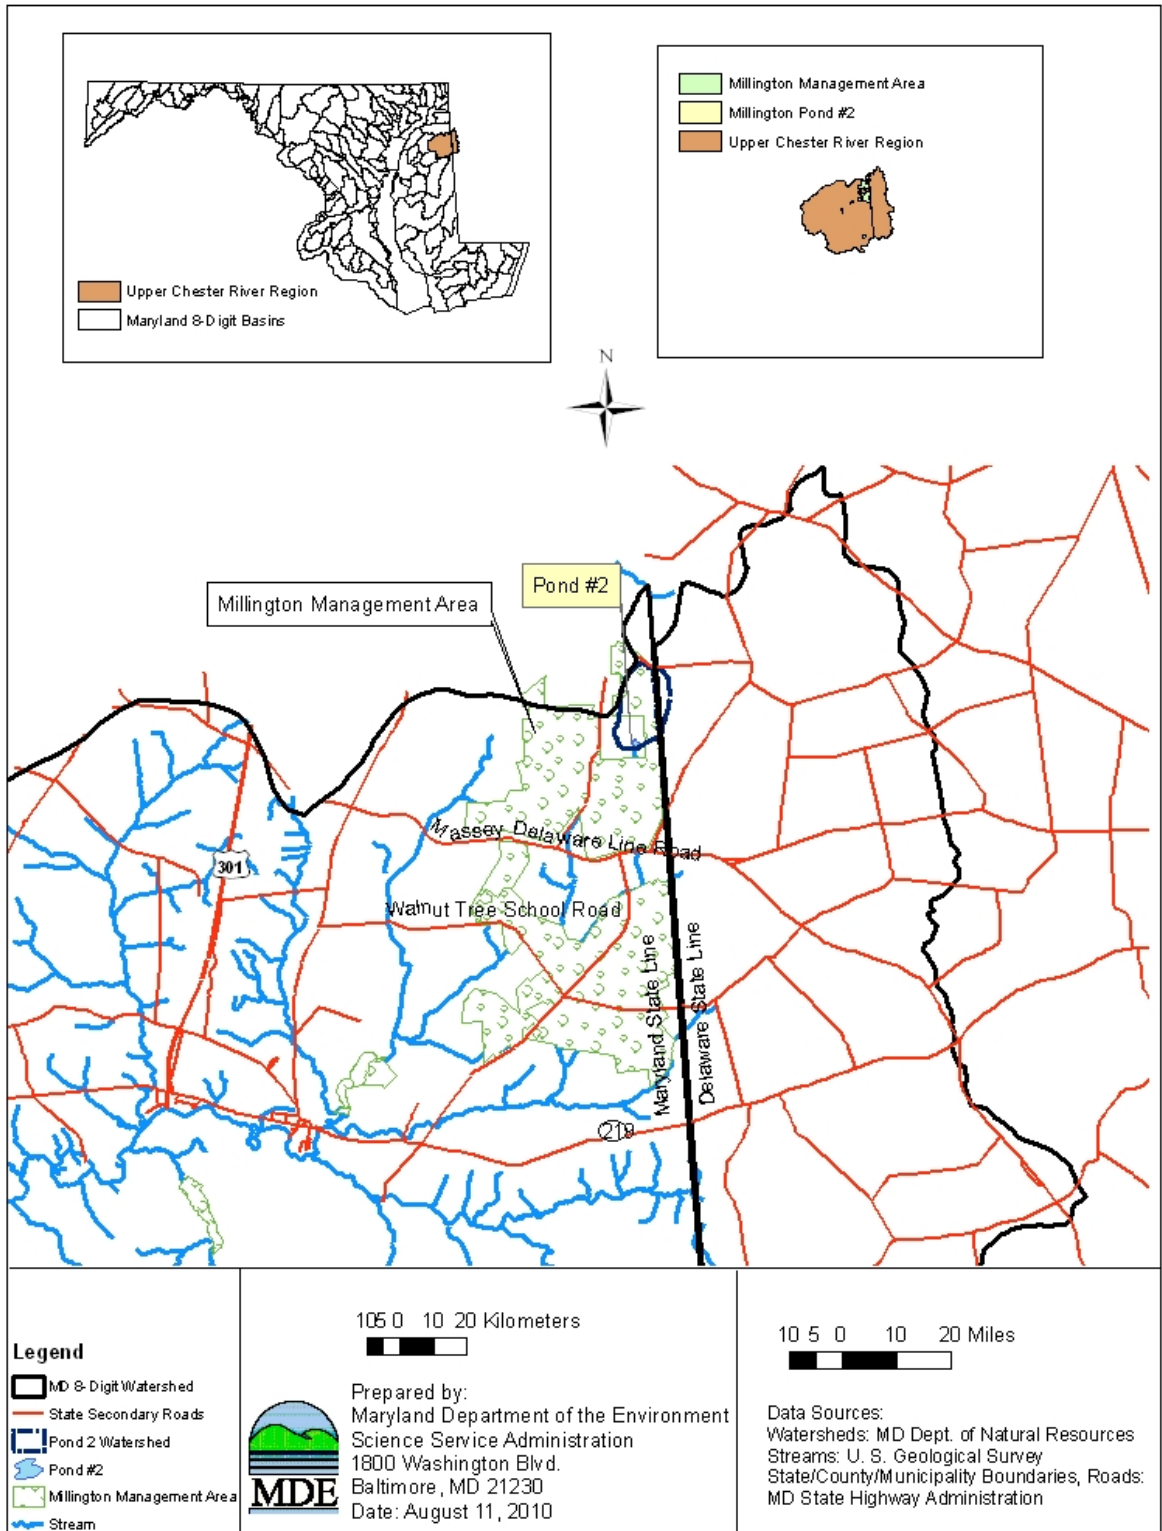 Upper Chester River Region
Maryland 8-Digit Basins
Millington Management Area
Millington Pond #2
Upper Chester River Region
N
Pond #2
Millington Management Area
Massey Delaware Line Road
301
Walnut Tree School Road
Maryland State Line
Delaware State Line
219
Legend
MD 8-Digit Watershed
State Secondary Roads
Pond 2 Watershed
Pond #2
Millington Management Area
Stream
105 0 10 20 Kilometers
MDE
Prepared by:
Maryland Department of the Environment
Science Service Administration
1800 Washington Blvd.
Baltimore, MD 21230
Date: August 11, 2010
10 5 0 10 20 Miles
Data Sources:
Watersheds: MD Dept. of Natural Resources
Streams: U. S. Geological Survey
State/County/Municipality Boundaries, Roads:
MD State Highway Administration